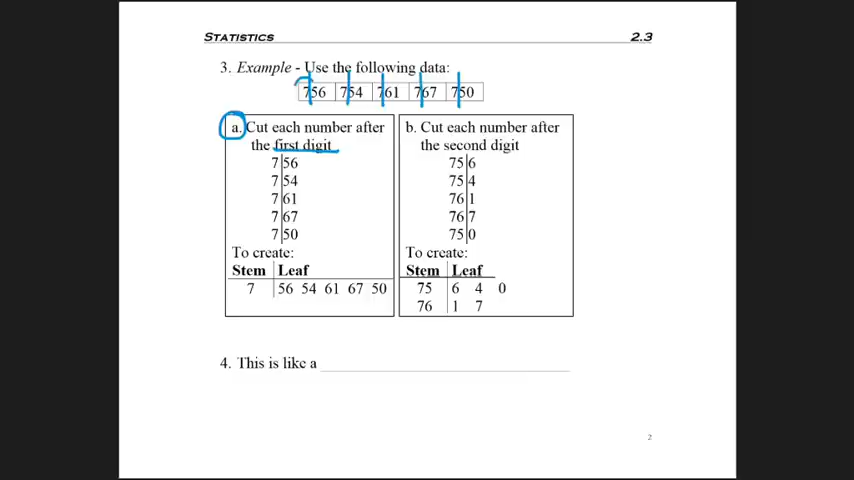 STATISTICS 2.3
3. Example - Use the following data:
756 754 761 767 750
a. Cut each number after
the first digit
7 56
7 54
7 61
7 67
7 50
To create:
Stem Leaf
7 56 54 61 67 50
b. Cut each number after
the second digit
75 6
75 4
76 1
76 7
75 0
To create:
Stem Leaf
75 6 4 0
76 1 7
4. This is like a
2